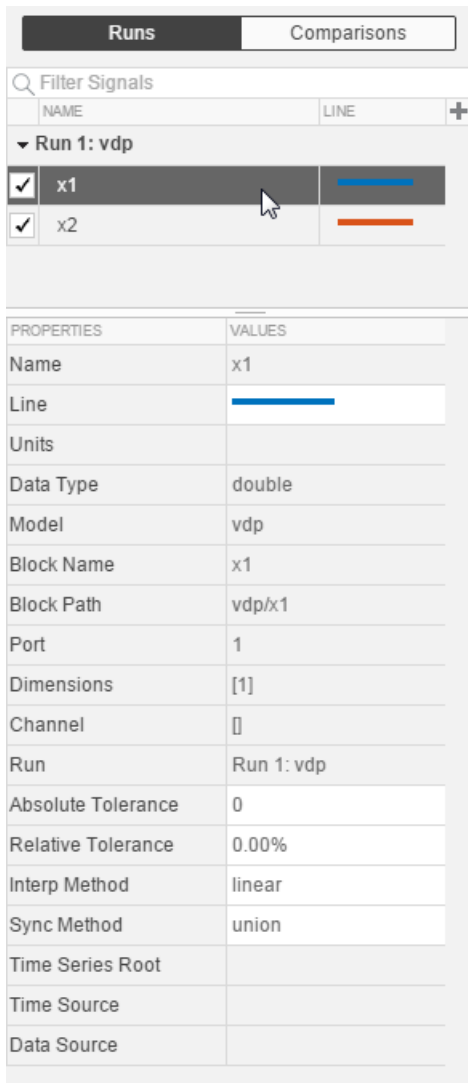 Runs Comparisons
Filter Signals
NAME LINE
Run 1: vdp
x1
x2
PROPERTIES VALUES
Name x1
Line
Units
Data Type double
Model vdp
Block Name x1
Block Path vdp/x1
Port 1
Dimensions [1]
Channel []
Run Run 1: vdp
Absolute Tolerance 0
Relative Tolerance 0.00%
Interp Method linear
Sync Method union
Time Series Root
Time Source
Data Source